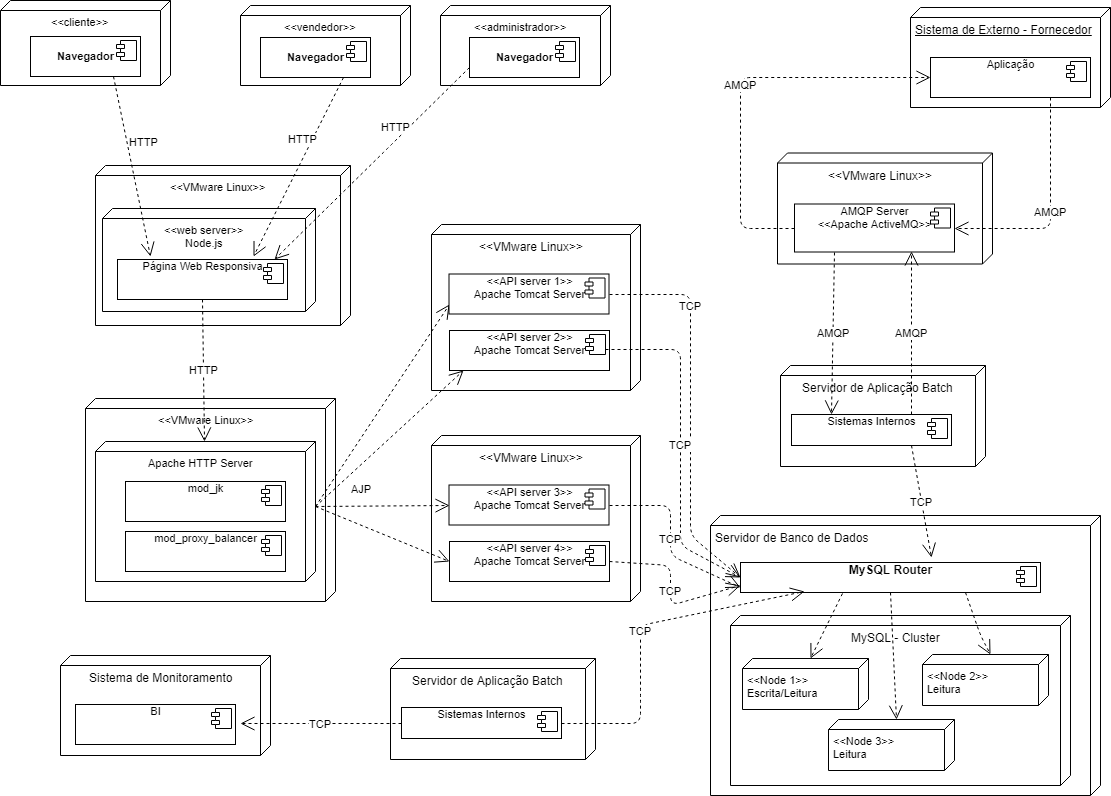 <<cliente>>
Navegador
<<vendedor>>
Navegador
<<administrador>>
Navegador
Sistema de Externo - Fornecedor
Aplicação
AMQP
HTTP
HTTP
HTTP
<<VMware Linux>>
<<web server>>
Node.js
Página Web Responsiva
<<VMware Linux>>
AMQP Server
<<Apache ActiveMQ>>
AMQP
<<VMware Linux>>
<<API server 1>>
Apache Tomcat Server
<<API server 2>>
Apache Tomcat Server
TCP
AMQP
AMQP
HTTP
<<VMware Linux>>
Apache HTTP Server
mod_jk
mod_proxy_balancer
AJP
<<VMware Linux>>
<<API server 3>>
Apache Tomcat Server
<<API server 4>>
Apache Tomcat Server
TCP
TCP
TCP
TCP
Servidor de Aplicação Batch
Sistemas Internos
TCP
Servidor de Banco de Dados
MySQL Router
MySQL - Cluster
<<Node 1>>
Escrita/Leitura
<<Node 2>>
Leitura
<<Node 3>>
Leitura
Sistema de Monitoramento
BI
TCP
Servidor de Aplicação Batch
Sistemas Internos